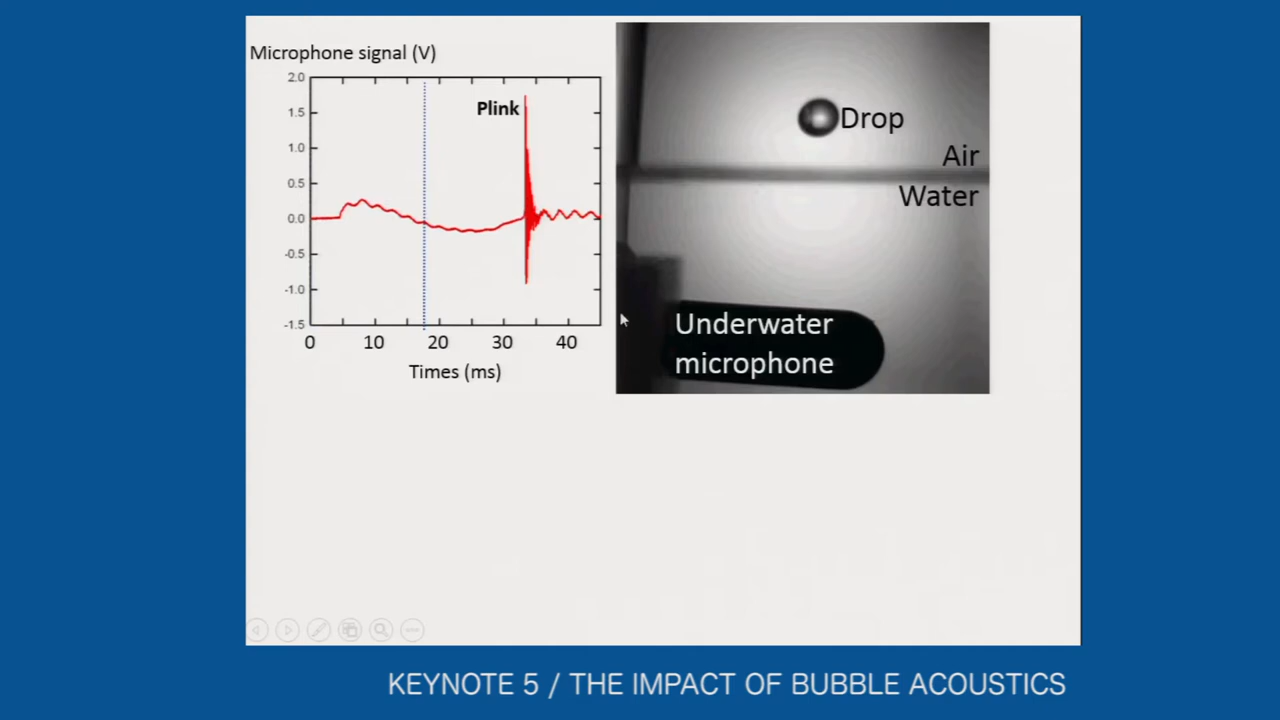 Microphone signal (V)
2.0
1.5
1.0
0.5
0.0
-0.5
-1.0
-1.5
0 10 20 30 40
Times (ms)
Plink
Drop
Air
Water
Underwater
microphone
KEYNOTE 5 / THE IMPACT OF BUBBLE ACOUSTICS